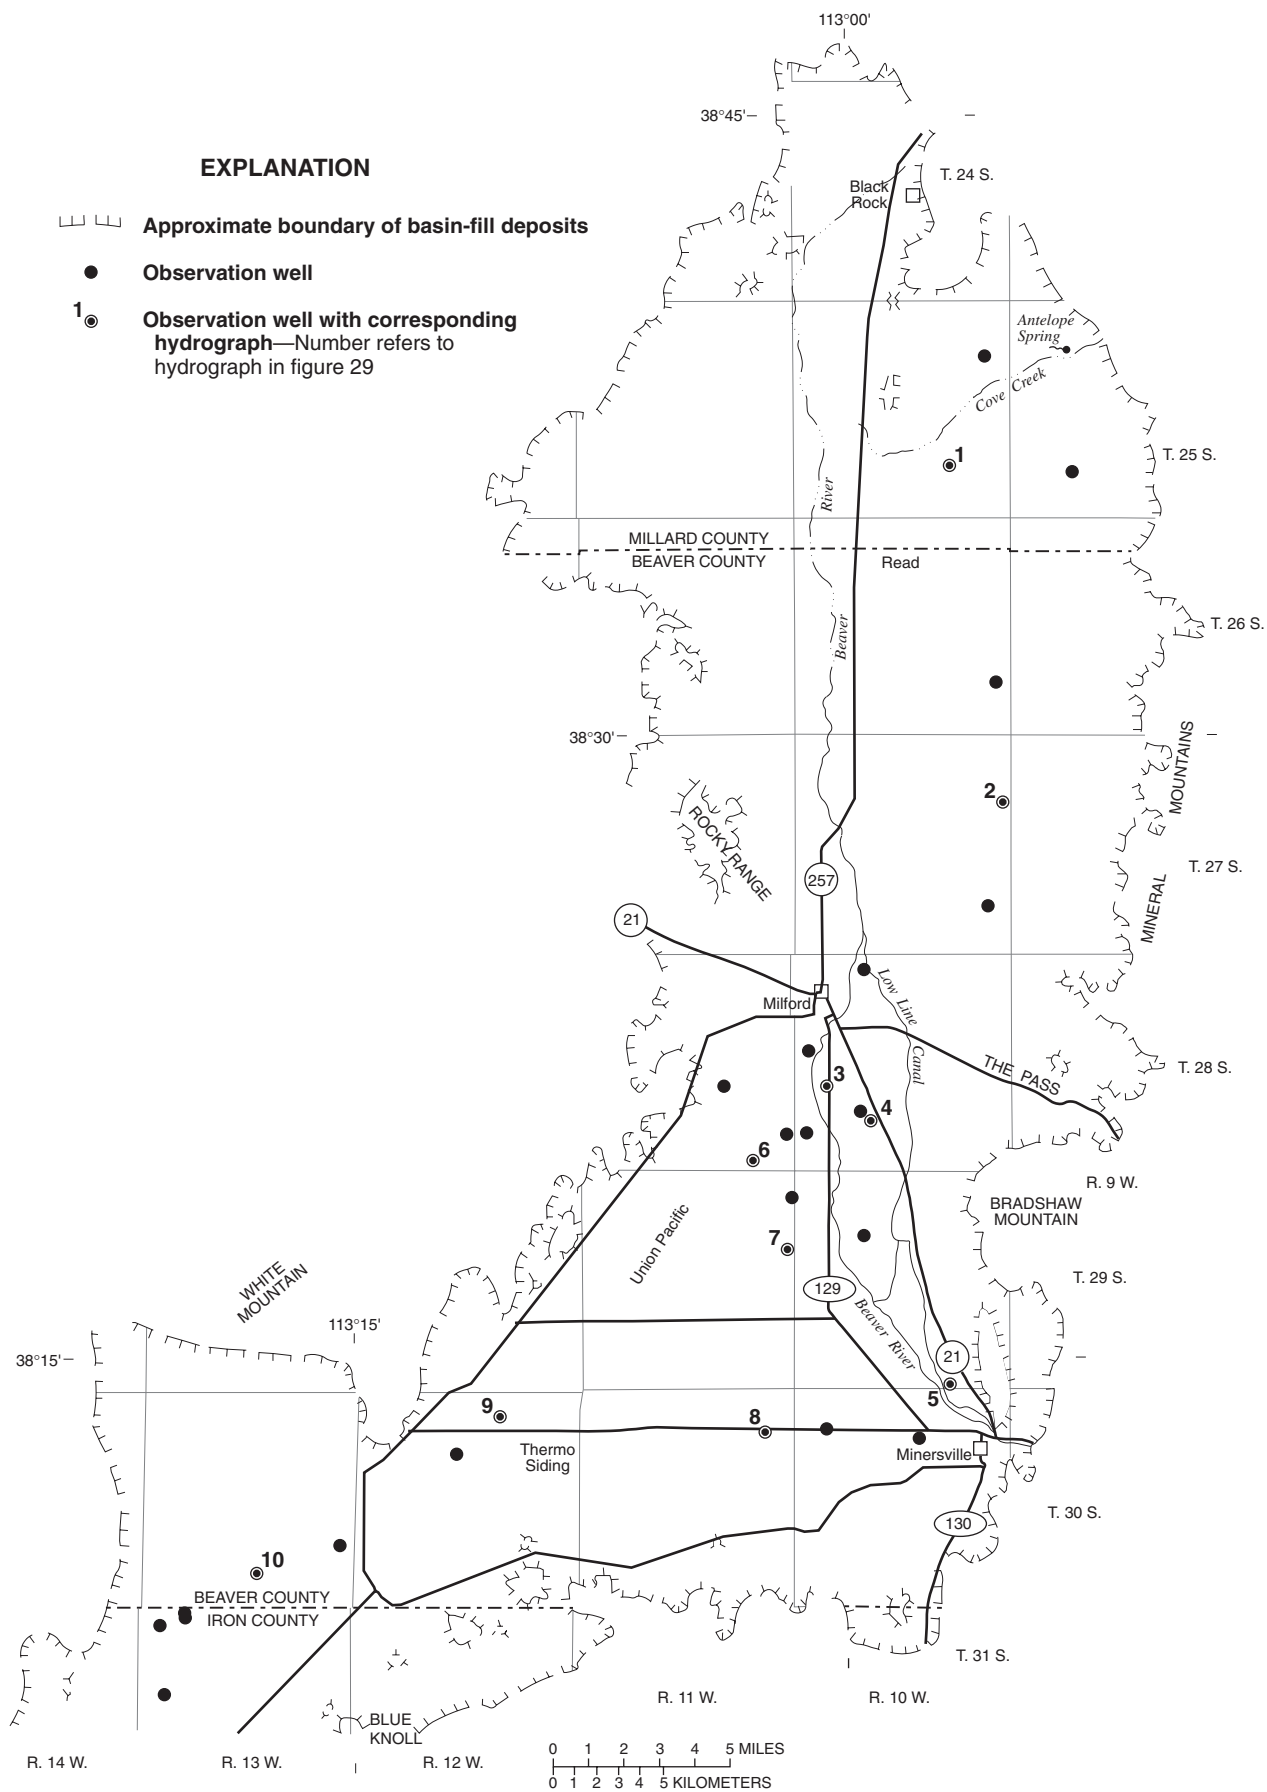 113°00'
38°45'
EXPLANATION
Approximate boundary of basin-fill deposits
Observation well
1
Observation well with corresponding
hydrograph—Number refers to
hydrograph in figure 29
Black
Rock
T. 24 S.
Antelope
Spring
Cove Creek
1
T. 25 S.
River
MILLARD COUNTY
BEAVER COUNTY
Read
Beaver
T. 26 S.
38°30'
MOUNTAINS
2
ROCKY RANGE
257
T. 27 S.
MINERAL
21
Low Line
Canal
Milford
THE PASS
T. 28 S.
3
4
6
R. 9 W.
BRADSHAW
MOUNTAIN
Union Pacific
7
T. 29 S.
WHITE
MOUNTAIN
129
Beaver River
113°15'
38°15'
21
5
9
8
Thermo
Siding
Minersville
T. 30 S.
130
10
BEAVER COUNTY
IRON COUNTY
T. 31 S.
R. 11 W.
R. 10 W.
BLUE
KNOLL
R. 14 W.
R. 13 W.
R. 12 W.
0 1 2 3 4 5 MILES
0 1 2 3 4 5 KILOMETERS